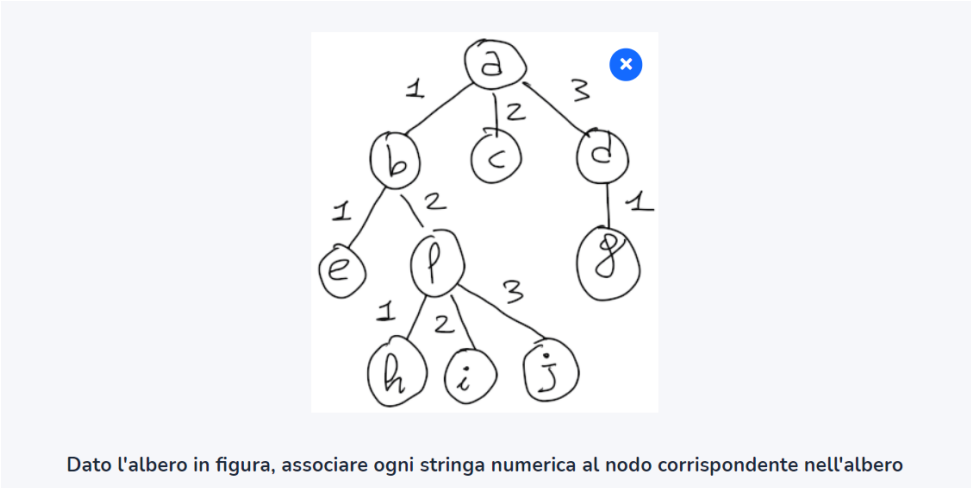 a
1 2 3
b c d
1 2 1
e f g
1 2 3
h i j
Dato l'albero in figura, associare ogni stringa numerica al nodo corrispondente nell'albero